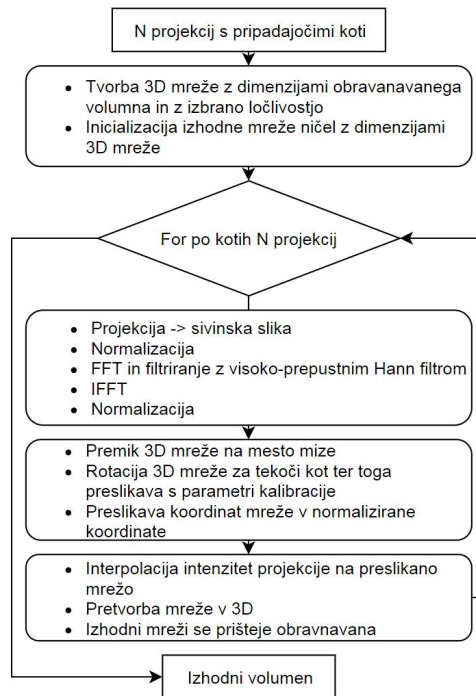 N projekcij s pripadajočimi koti
• Tvorba 3D mreže z dimenzijami obravanavanega
volumna in z izbrano ločlivostjo
• Inicializacija izhodne mreže ničel z dimenzijami
3D mreže
For po kotih N projekcij
• Projekcija -> sivinska slika
• Normalizacija
• FFT in filtriranje z visoko-prepustnim Hann filtrom
• IFFT
• Normalizacija
• Premik 3D mreže na mesto mize
• Rotacija 3D mreže za tekoči kot ter toga
preslikava s parametri kalibracije
• Preslikava koordinat mreže v normalizirane
koordinate
• Interpolacija intenzitet projekcije na preslikano
mrežo
• Pretvorba mreže v 3D
• Izhodni mreži se prišteje obravnavana
Izhodni volumen